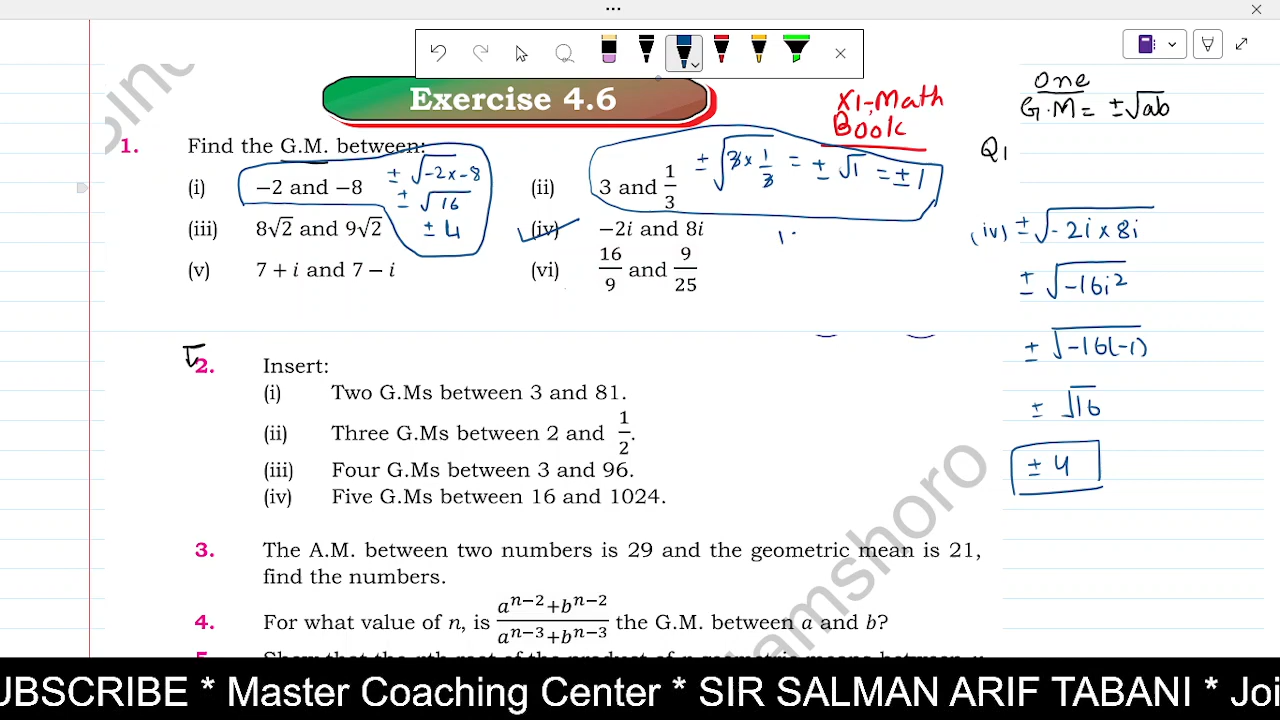 Exercise 4.6
XI-Math
Book
One
G.M = ±√ab
1. Find the G.M. between:
(i) −2 and −8
± √-2x-8
± √16
± 4
(ii) 3 and 1/3
± √3×1/3 = ±√1 = ±1
(iii) 8√2 and 9√2
(iv) −2i and 8i
(v) 7 + i and 7 − i
(vi) 16/9 and 9/25
Q1
(iv) ±√-2i×8i
± √-16i²
± √-16(-1)
± √16
± 4
2. Insert:
(i) Two G.Ms between 3 and 81.
(ii) Three G.Ms between 2 and 1/2.
(iii) Four G.Ms between 3 and 96.
(iv) Five G.Ms between 16 and 1024.
3. The A.M. between two numbers is 29 and the geometric mean is 21,
find the numbers.
4. For what value of n, is (aⁿ⁻²+bⁿ⁻²)/(aⁿ⁻³+bⁿ⁻³) the G.M. between a and b?
Jamshoro
UBSCRIBE * Master Coaching Center * SIR SALMAN ARIF TABANI * Joi